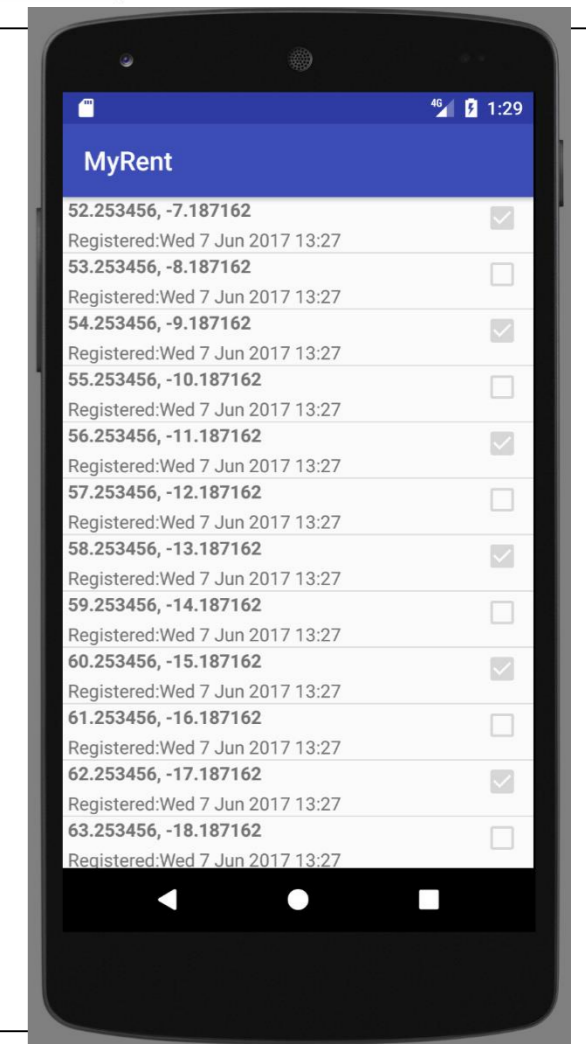 4G 1:29
MyRent
52.253456, -7.187162
Registered:Wed 7 Jun 2017 13:27
53.253456, -8.187162
Registered:Wed 7 Jun 2017 13:27
54.253456, -9.187162
Registered:Wed 7 Jun 2017 13:27
55.253456, -10.187162
Registered:Wed 7 Jun 2017 13:27
56.253456, -11.187162
Registered:Wed 7 Jun 2017 13:27
57.253456, -12.187162
Registered:Wed 7 Jun 2017 13:27
58.253456, -13.187162
Registered:Wed 7 Jun 2017 13:27
59.253456, -14.187162
Registered:Wed 7 Jun 2017 13:27
60.253456, -15.187162
Registered:Wed 7 Jun 2017 13:27
61.253456, -16.187162
Registered:Wed 7 Jun 2017 13:27
62.253456, -17.187162
Registered:Wed 7 Jun 2017 13:27
63.253456, -18.187162
Registered:Wed 7 Jun 2017 13:27